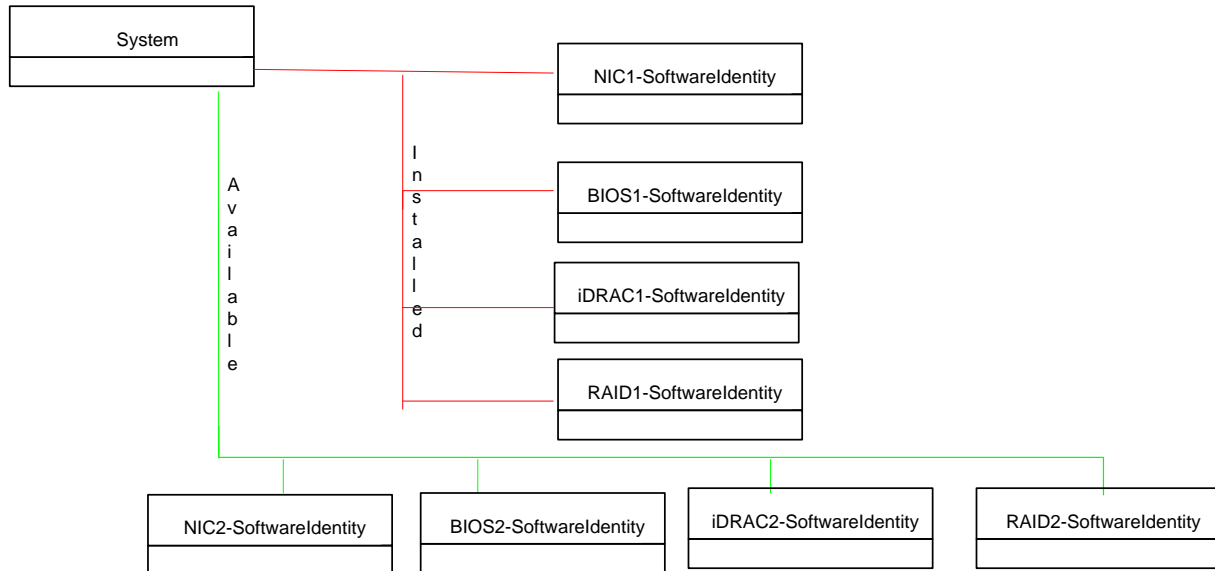 System
NIC1-SoftwareIdentity
Installed
BIOS1-SoftwareIdentity
Available
iDRAC1-SoftwareIdentity
RAID1-SoftwareIdentity
NIC2-SoftwareIdentity
BIOS2-SoftwareIdentity
iDRAC2-SoftwareIdentity
RAID2-SoftwareIdentity